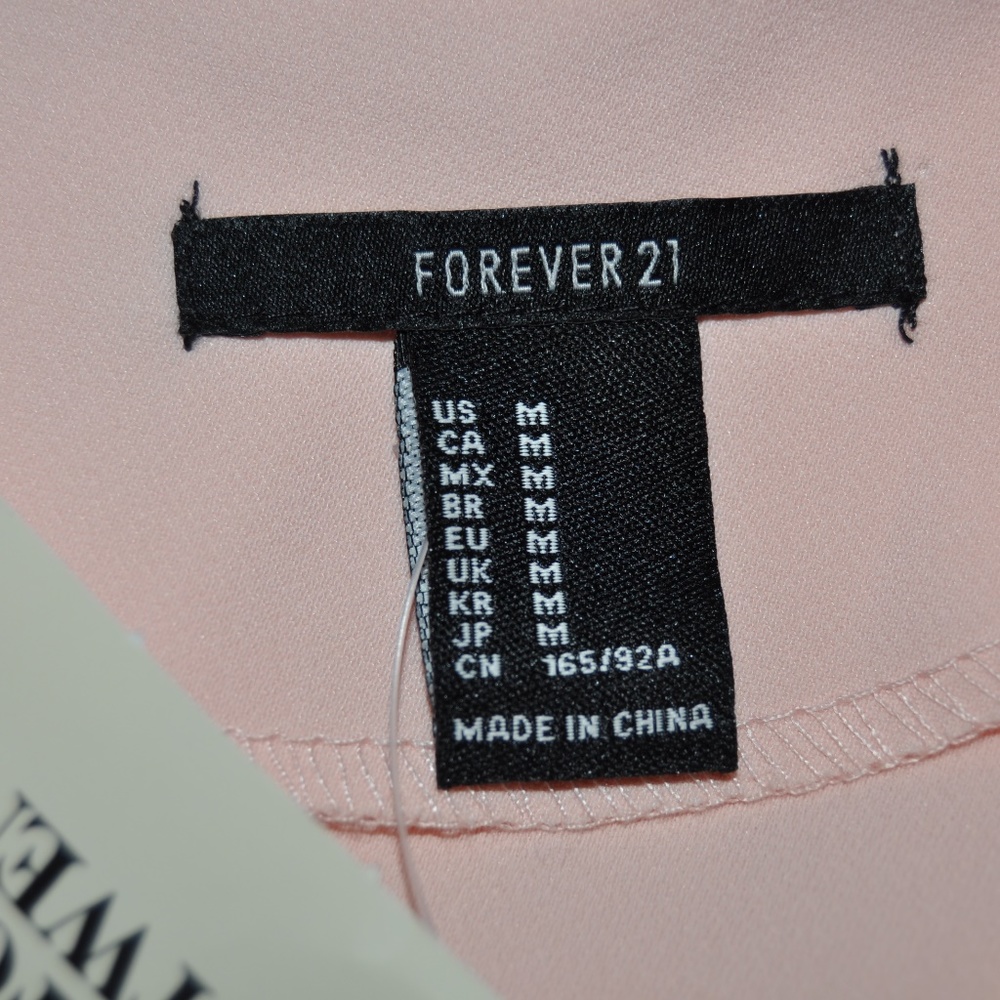 FOREVER 21
US M
CA M
MX M
BR M
EU M
UK M
KR M
JP M
CN 165/92A
MADE IN CHINA